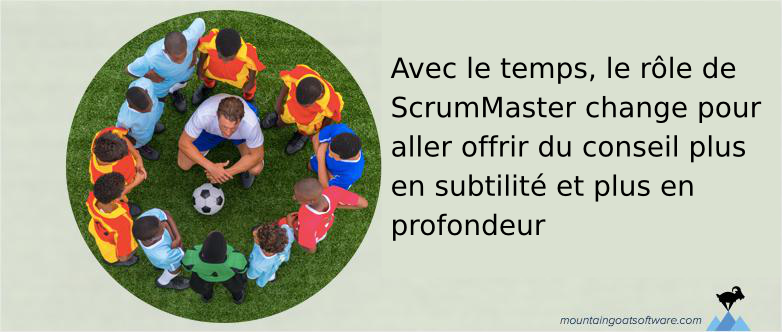 Avec le temps, le rôle de
ScrumMaster change pour
aller offrir du conseil plus
en subtilité et plus en
profondeur
mountaingoatsoftware.com